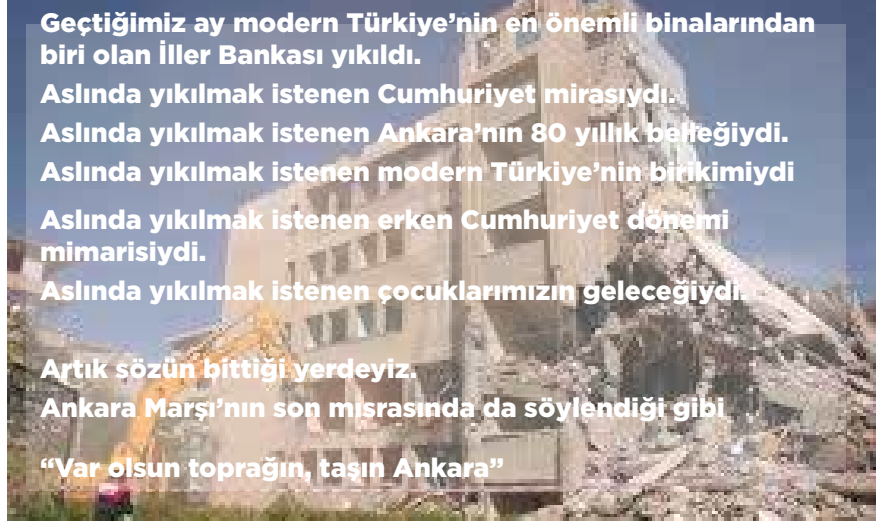 Geçtiğimiz ay modern Türkiye’nin en önemli binalarından
biri olan İller Bankası yıkıldı.
Aslında yıkılmak istenen Cumhuriyet mirasıydı.
Aslında yıkılmak istenen Ankara’nın 80 yıllık belleğiydi.
Aslında yıkılmak istenen modern Türkiye’nin birikimiydi
Aslında yıkılmak istenen erken Cumhuriyet dönemi
mimarisiydi.
Aslında yıkılmak istenen çocuklarımızın geleceğiydi.
Artık sözün bittiği yerdeyiz.
Ankara Marşı’nın son mısrasında da söylendiği gibi
“Var olsun toprağın, taşın Ankara”